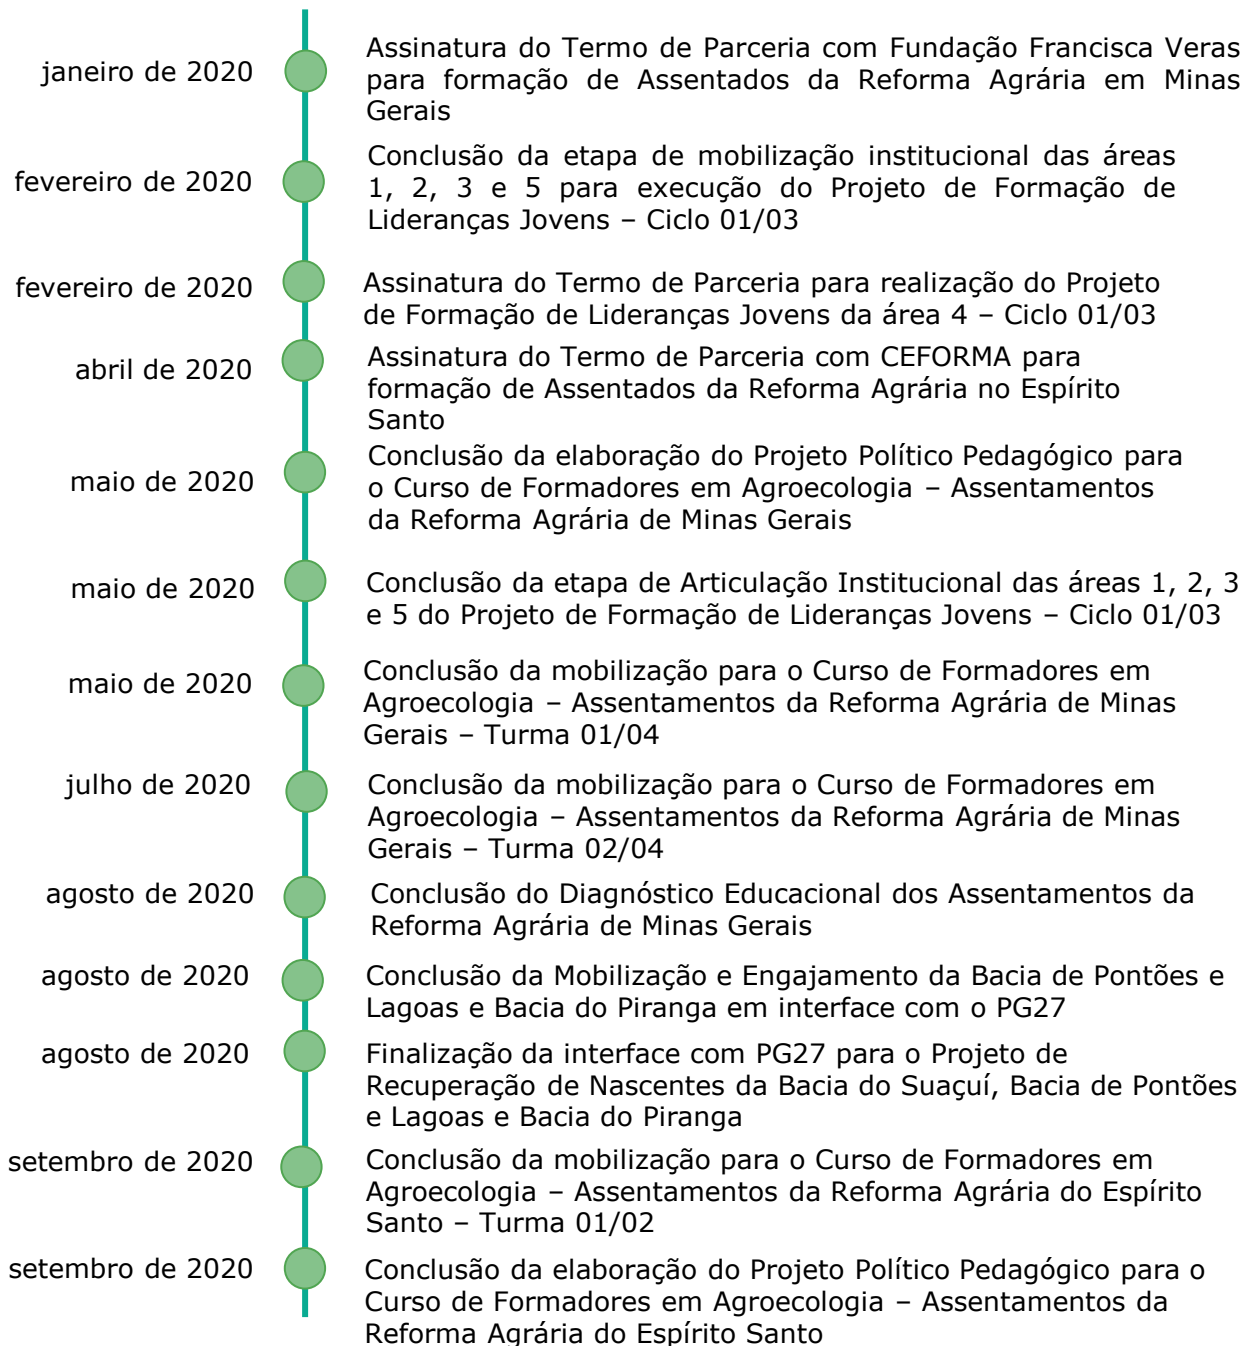 janeiro de 2020
Assinatura do Termo de Parceria com Fundação Francisca Veras
para formação de Assentados da Reforma Agrária em Minas
Gerais
fevereiro de 2020
Conclusão da etapa de mobilização institucional das áreas
1, 2, 3 e 5 para execução do Projeto de Formação de
Lideranças Jovens – Ciclo 01/03
fevereiro de 2020
Assinatura do Termo de Parceria para realização do Projeto
de Formação de Lideranças Jovens da área 4 – Ciclo 01/03
abril de 2020
Assinatura do Termo de Parceria com CEFORMA para
formação de Assentados da Reforma Agrária no Espírito
Santo
maio de 2020
Conclusão da elaboração do Projeto Político Pedagógico para
o Curso de Formadores em Agroecologia – Assentamentos
da Reforma Agrária de Minas Gerais
maio de 2020
Conclusão da etapa de Articulação Institucional das áreas 1, 2, 3
e 5 do Projeto de Formação de Lideranças Jovens – Ciclo 01/03
maio de 2020
Conclusão da mobilização para o Curso de Formadores em
Agroecologia – Assentamentos da Reforma Agrária de Minas
Gerais – Turma 01/04
julho de 2020
Conclusão da mobilização para o Curso de Formadores em
Agroecologia – Assentamentos da Reforma Agrária de Minas
Gerais – Turma 02/04
agosto de 2020
Conclusão do Diagnóstico Educacional dos Assentamentos da
Reforma Agrária de Minas Gerais
agosto de 2020
Conclusão da Mobilização e Engajamento da Bacia de Pontões e
Lagoas e Bacia do Piranga em interface com o PG27
agosto de 2020
Finalização da interface com PG27 para o Projeto de
Recuperação de Nascentes da Bacia do Suaçuí, Bacia de Pontões
e Lagoas e Bacia do Piranga
setembro de 2020
Conclusão da mobilização para o Curso de Formadores em
Agroecologia – Assentamentos da Reforma Agrária do Espírito
Santo – Turma 01/02
setembro de 2020
Conclusão da elaboração do Projeto Político Pedagógico para o
Curso de Formadores em Agroecologia – Assentamentos da
Reforma Agrária do Espírito Santo